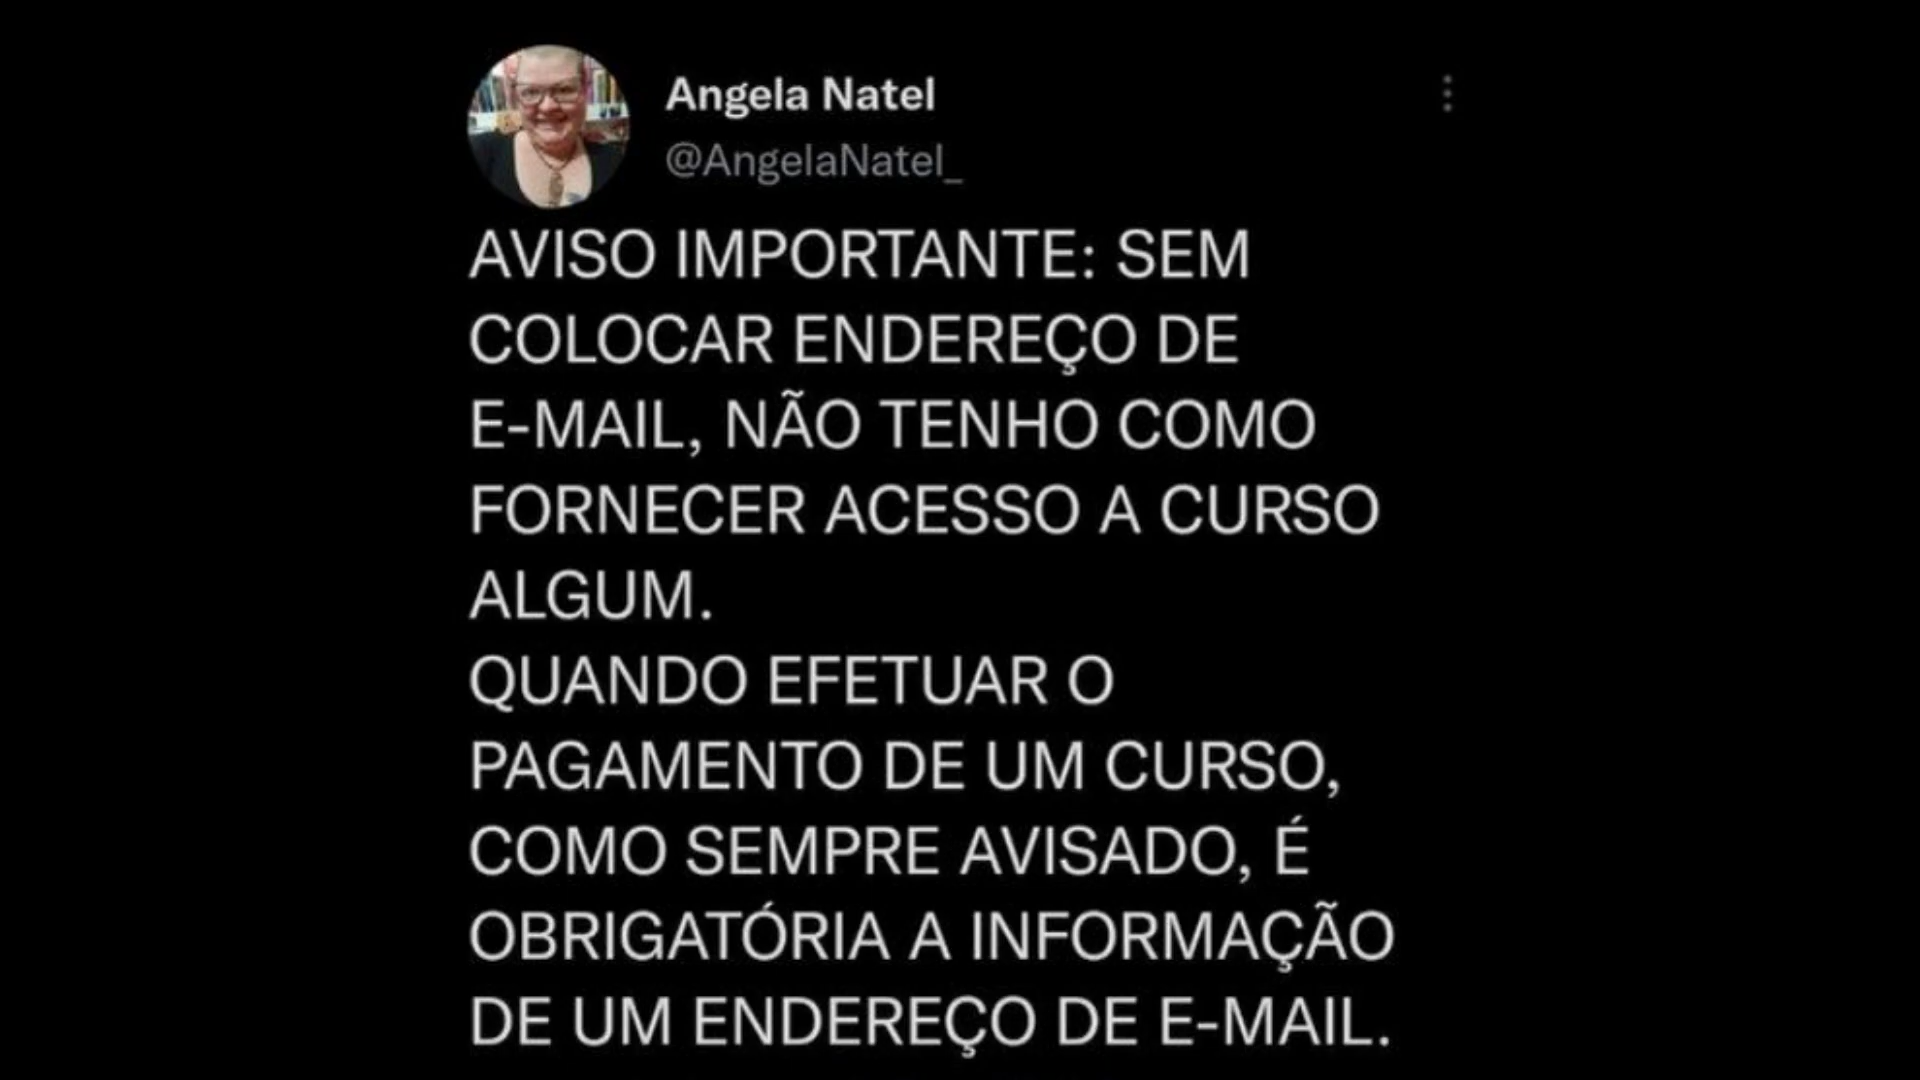 Angela Natel
@AngelaNatel_
AVISO IMPORTANTE: SEM
COLOCAR ENDEREÇO DE
E-MAIL, NÃO TENHO COMO
FORNECER ACESSO A CURSO
ALGUM.
QUANDO EFETUAR O
PAGAMENTO DE UM CURSO,
COMO SEMPRE AVISADO, É
OBRIGATÓRIA A INFORMAÇÃO
DE UM ENDEREÇO DE E-MAIL.